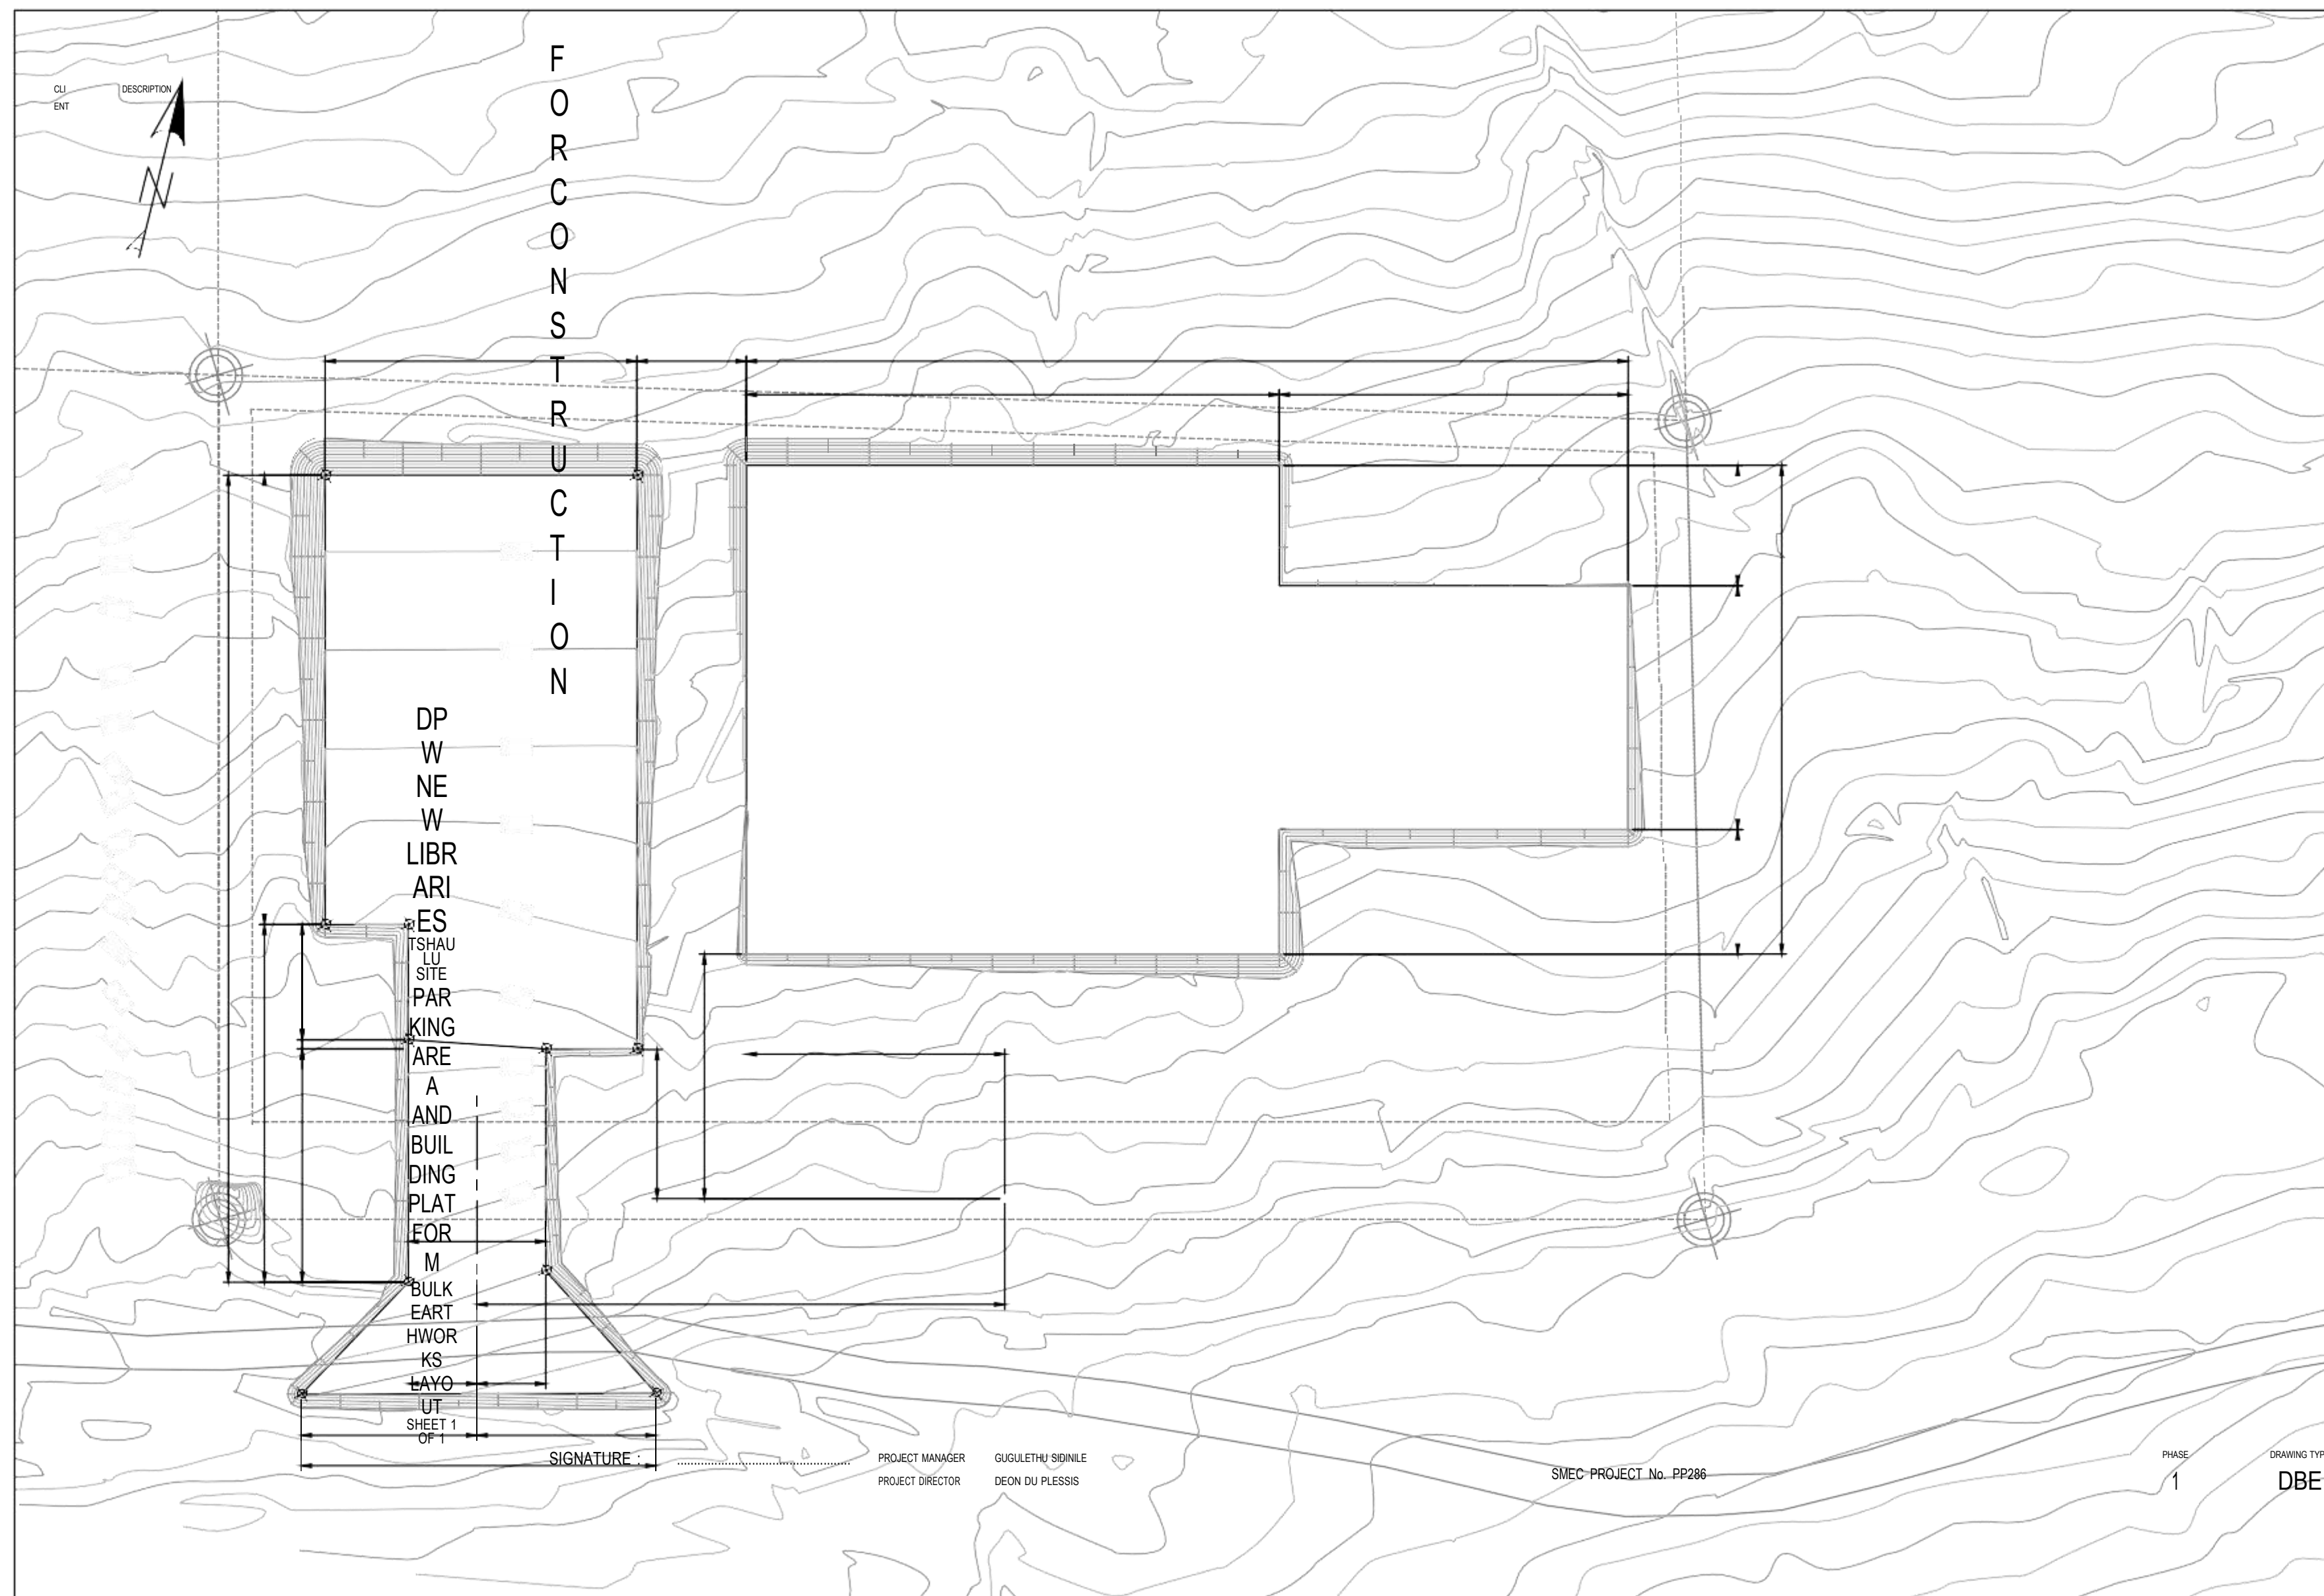 CLI
ENT
DESCRIPTION
N
F
O
R
C
O
N
S
T
R
U
C
T
I
O
N
DP
W
NE
W
LIBR
ARI
ES
TSHAU
LU
SITE
PAR
KING
ARE
A
AND
BUIL
DING
PLAT
FOR
M
BULK
EART
HWOR
KS
LAYO
UT
SHEET 1
OF 1
SIGNATURE :
PROJECT MANAGER GUGULETHU SIDINILE
PROJECT DIRECTOR DEON DU PLESSIS
SMEC PROJECT No. PP286
PHASE
1
DRAWING TYP
DBE